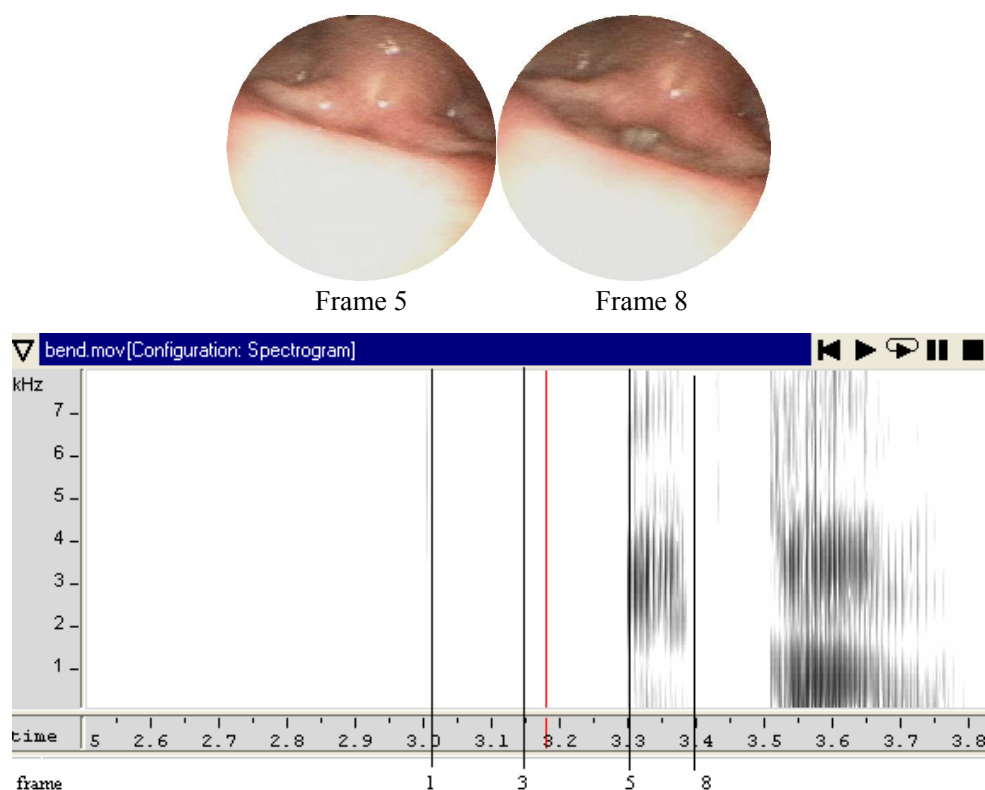 Frame 5 Frame 8
bend.mov[Configuration: Spectrogram]
kHz
7
6
5
4
3
2
1
time 5 2.6 2.7 2.8 2.9 3.0 3.1 3.2 3.3 3.4 3.5 3.6 3.7 3.8
frame 1 3 5 8